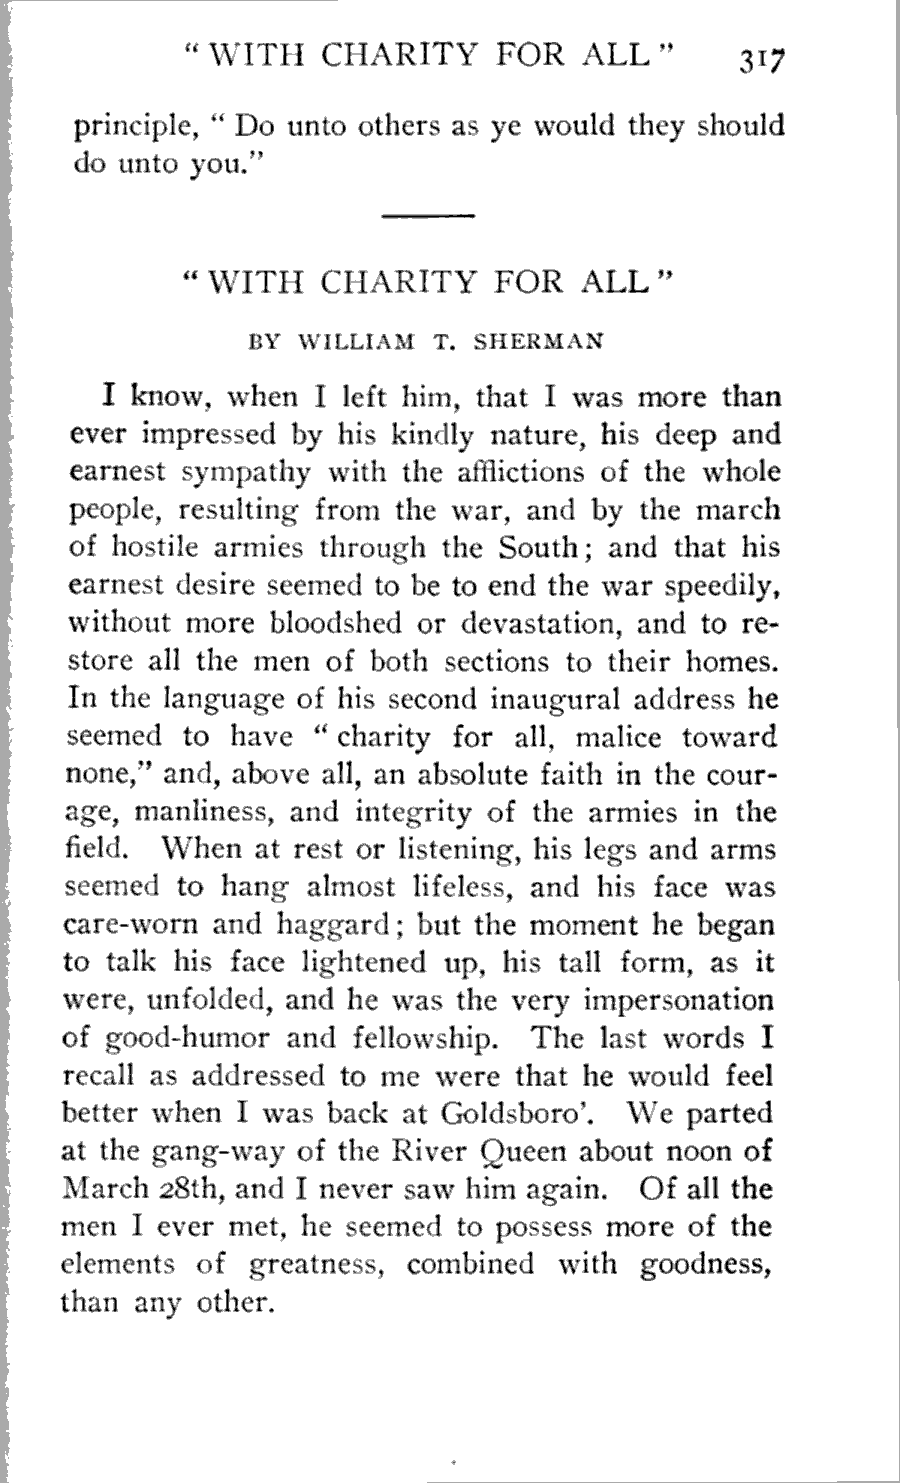 “ WITH CHARITY FOR ALL ” 317
principle, “ Do unto others as ye would they should
do unto you.”
“ WITH CHARITY FOR ALL ”
BY WILLIAM T. SHERMAN
I know, when I left him, that I was more than
ever impressed by his kindly nature, his deep and
earnest sympathy with the afflictions of the whole
people, resulting from the war, and by the march
of hostile armies through the South; and that his
earnest desire seemed to be to end the war speedily,
without more bloodshed or devastation, and to re-
store all the men of both sections to their homes.
In the language of his second inaugural address he
seemed to have “ charity for all, malice toward
none,” and, above all, an absolute faith in the cour-
age, manliness, and integrity of the armies in the
field. When at rest or listening, his legs and arms
seemed to hang almost lifeless, and his face was
care-worn and haggard; but the moment he began
to talk his face lightened up, his tall form, as it
were, unfolded, and he was the very impersonation
of good-humor and fellowship. The last words I
recall as addressed to me were that he would feel
better when I was back at Goldsboro’. We parted
at the gang-way of the River Queen about noon of
March 28th, and I never saw him again. Of all the
men I ever met, he seemed to possess more of the
elements of greatness, combined with goodness,
than any other.